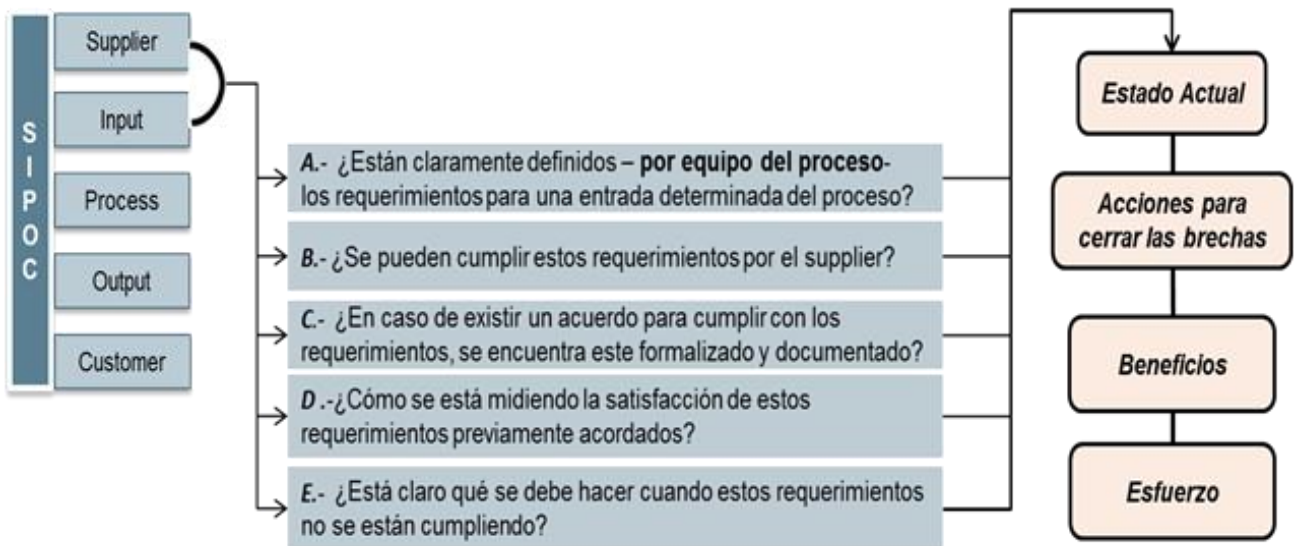 SIPOC
Supplier
Input
Process
Output
Customer
A.- ¿Están claramente definidos – por equipo del proceso-
los requerimientos para una entrada determinada del proceso?
B.- ¿Se pueden cumplir estos requerimientos por el supplier?
C.- ¿En caso de existir un acuerdo para cumplir con los
requerimientos, se encuentra este formalizado y documentado?
D .-¿Cómo se está midiendo la satisfacción de estos
requerimientos previamente acordados?
E.- ¿Está claro qué se debe hacer cuando estos requerimientos
no se están cumpliendo?
Estado Actual
Acciones para
cerrar las brechas
Beneficios
Esfuerzo